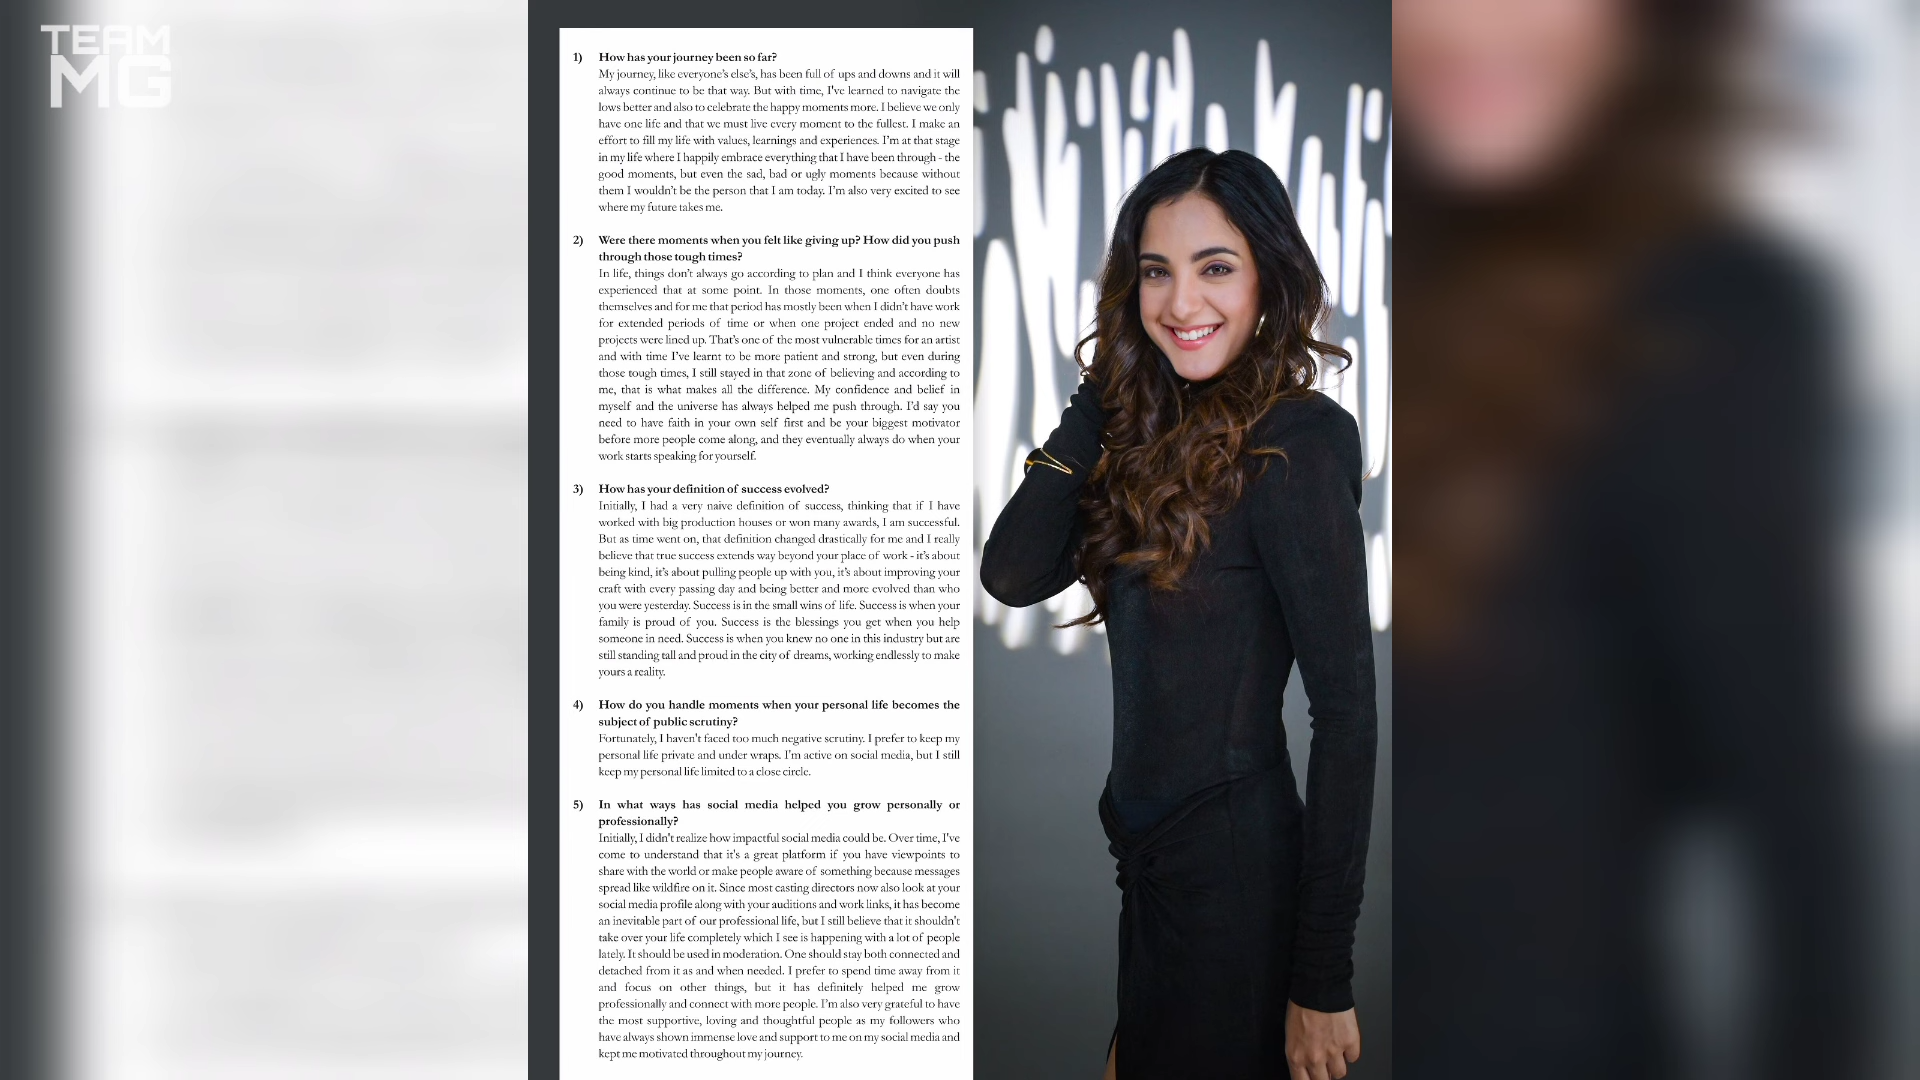 TEAM
MG
1) How has your journey been so far?
My journey, like everyone's else's, has been full of ups and downs and it will
always continue to be that way. But with time, I've learned to navigate the
lows better and also to celebrate the happy moments more. I believe we only
have one life and that we must live every moment to the fullest. I make an
effort to fill my life with values, learnings and experiences. I'm at that stage
in my life where I happily embrace everything that I have been through - the
good moments, but even the sad, bad or ugly moments because without
them I wouldn't be the person that I am today. I'm also very excited to see
where my future takes me.
2) Were there moments when you felt like giving up? How did you push
through those tough times?
In life, things don't always go according to plan and I think everyone has
experienced that at some point. In those moments, one often doubts
themselves and for me that period has mostly been when I didn't have work
for extended periods of time or when one project ended and no new
projects were lined up. That's one of the most vulnerable times for an artist
and with time I've learnt to be more patient and strong, but even during
those tough times, I still stayed in that zone of believing and according to
me, that is what makes all the difference. My confidence and belief in
myself and the universe has always helped me push through. I'd say you
need to have faith in your own self first and be your biggest motivator
before more people come along, and they eventually always do when your
work starts speaking for yourself.
3) How has your definition of success evolved?
Initially, I had a very naive definition of success, thinking that if I have
worked with big production houses or won many awards, I am successful.
But as time went on, that definition changed drastically for me and I really
believe that true success extends way beyond your place of work - it's about
being kind, it's about pulling people up with you, it's about improving your
craft with every passing day and being better and more evolved than who
you were yesterday. Success is in the small wins of life. Success is when your
family is proud of you. Success is the blessings you get when you help
someone in need. Success is when you knew no one in this industry but are
still standing tall and proud in the city of dreams, working endlessly to make
yours a reality.
4) How do you handle moments when your personal life becomes the
subject of public scrutiny?
Fortunately, I haven't faced too much negative scrutiny. I prefer to keep my
personal life private and under wraps. I'm active on social media, but I still
keep my personal life limited to a close circle.
5) In what ways has social media helped you grow personally or
professionally?
Initially, I didn't realize how impactful social media could be. Over time, I've
come to understand that it's a great platform if you have viewpoints to
share with the world or make people aware of something because messages
spread like wildfire on it. Since most casting directors now also look at your
social media profile along with your auditions and work links, it has become
an inevitable part of our professional life, but I still believe that it shouldn't
take over your life completely which I see is happening with a lot of people
lately. It should be used in moderation. One should stay both connected and
detached from it as and when needed. I prefer to spend time away from it
and focus on other things, but it has definitely helped me grow
professionally and connect with more people. I'm also very grateful to have
the most supportive, loving and thoughtful people as my followers who
have always shown immense love and support to me on my social media and
kept me motivated throughout my journey.